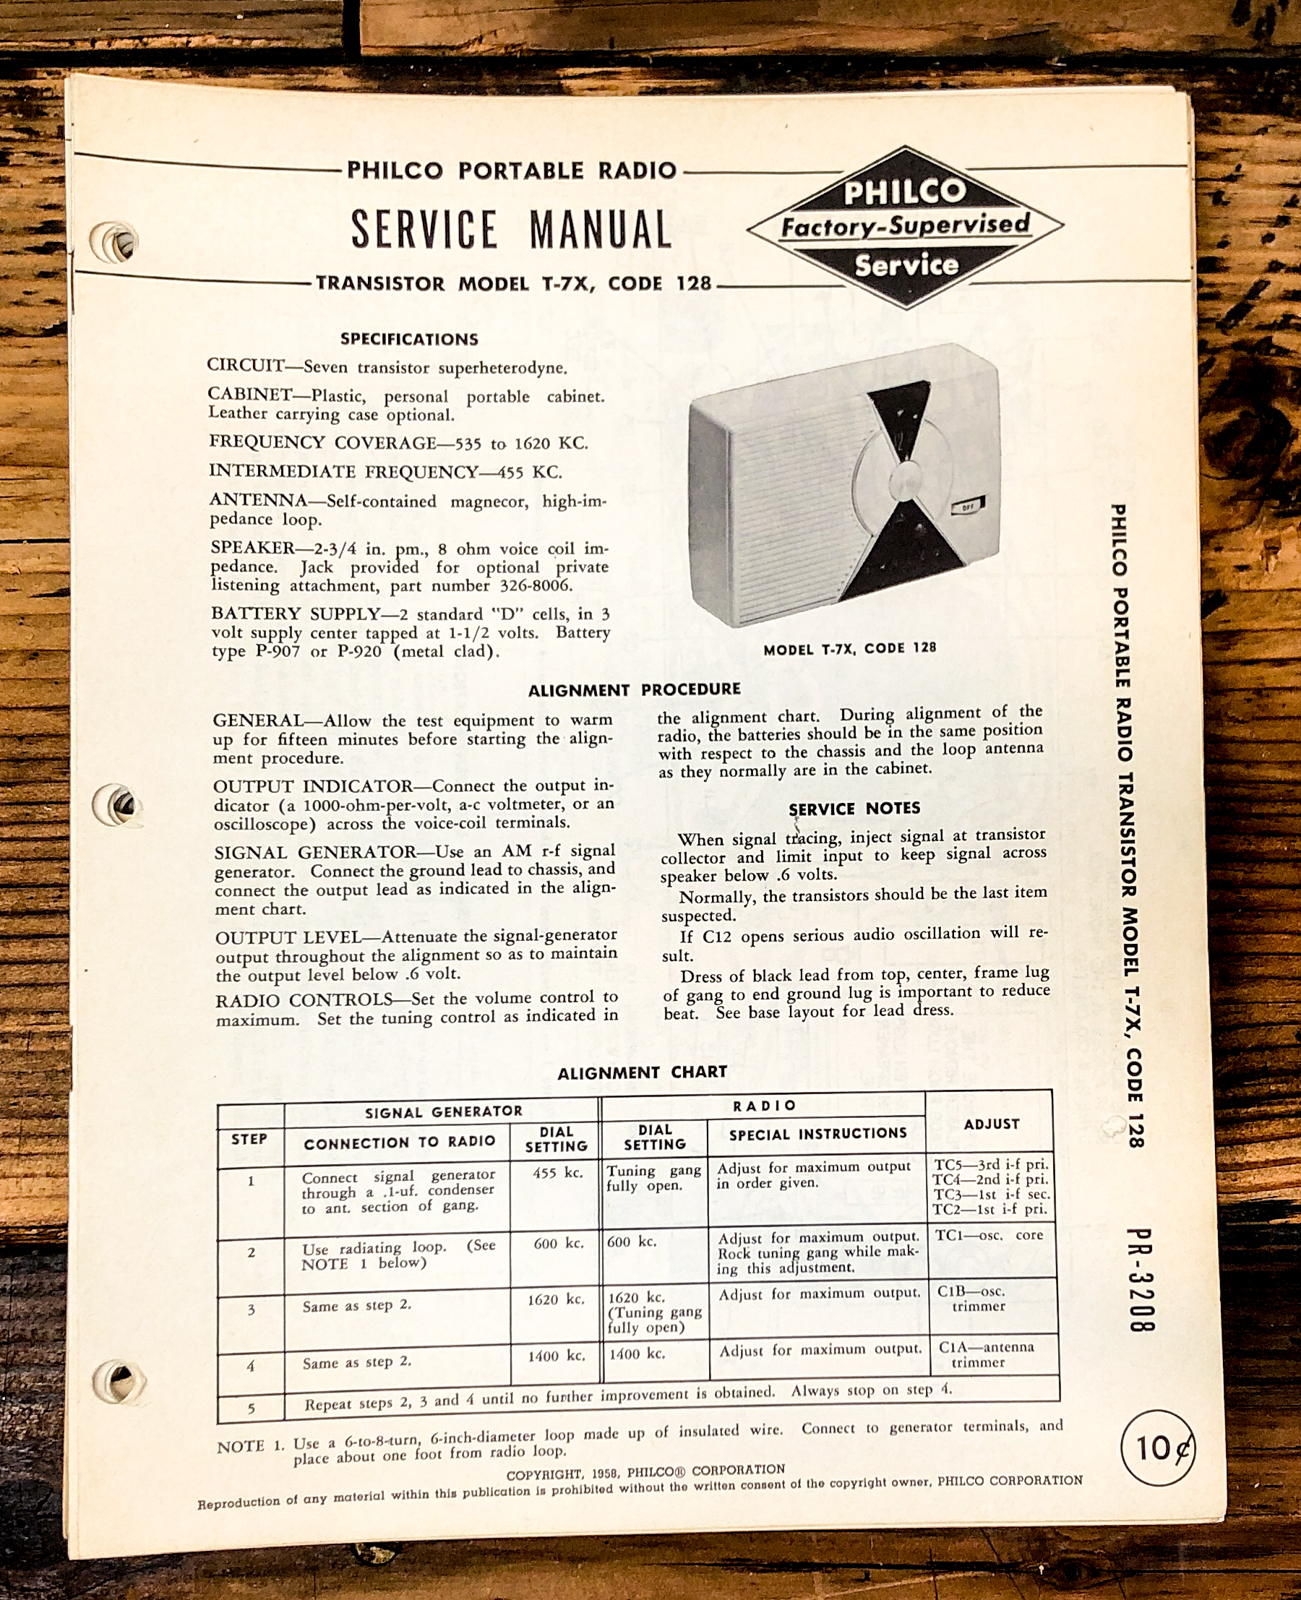 PHILCO PORTABLE RADIO
SERVICE MANUAL
TRANSISTOR MODEL T-7X, CODE 128
PHILCO
Factory-Supervised
Service
SPECIFICATIONS
CIRCUIT—Seven transistor superheterodyne.
CABINET—Plastic, personal portable cabinet.
Leather carrying case optional.
FREQUENCY COVERAGE—535 to 1620 KC.
INTERMEDIATE FREQUENCY—455 KC.
ANTENNA—Self-contained magnecor, high-im-
pedance loop.
SPEAKER—2-3/4 in. pm., 8 ohm voice coil im-
pedance. Jack provided for optional private
listening attachment, part number 326-8006.
BATTERY SUPPLY—2 standard "D" cells, in 3
volt supply center tapped at 1-1/2 volts. Battery
type P-907 or P-920 (metal clad).
OFF
MODEL T-7X, CODE 128
ALIGNMENT PROCEDURE
GENERAL—Allow the test equipment to warm
up for fifteen minutes before starting the align-
ment procedure.
OUTPUT INDICATOR—Connect the output in-
dicator (a 1000-ohm-per-volt, a-c voltmeter, or an
oscilloscope) across the voice-coil terminals.
SIGNAL GENERATOR—Use an AM r-f signal
generator. Connect the ground lead to chassis, and
connect the output lead as indicated in the align-
ment chart.
OUTPUT LEVEL—Attenuate the signal-generator
output throughout the alignment so as to maintain
the output level below .6 volt.
RADIO CONTROLS—Set the volume control to
maximum. Set the tuning control as indicated in
the alignment chart. During alignment of the
radio, the batteries should be in the same position
with respect to the chassis and the loop antenna
as they normally are in the cabinet.
SERVICE NOTES
When signal tracing, inject signal at transistor
collector and limit input to keep signal across
speaker below .6 volts.
Normally, the transistors should be the last item
suspected.
If C12 opens serious audio oscillation will re-
sult.
Dress of black lead from top, center, frame lug
of gang to end ground lug is important to reduce
beat. See base layout for lead dress.
ALIGNMENT CHART
STEP
SIGNAL GENERATOR
CONNECTION TO RADIO
DIAL
SETTING
RADIO
DIAL
SETTING
SPECIAL INSTRUCTIONS
ADJUST
1
Connect signal generator
through a .1-uf. condenser
to ant. section of gang.
455 kc.
Tuning gang
fully open.
Adjust for maximum output
in order given.
TC5—3rd i-f pri.
TC4—2nd i-f pri.
TC3—1st i-f sec.
TC2—1st i-f pri.
2
Use radiating loop. (See
NOTE 1 below)
600 kc.
600 kc.
Adjust for maximum output.
Rock tuning gang while mak-
ing this adjustment.
TC1—osc. core
3
Same as step 2.
1620 kc.
1620 kc.
(Tuning gang
fully open)
Adjust for maximum output.
C1B—osc.
trimmer
4
Same as step 2.
1400 kc.
1400 kc.
Adjust for maximum output.
C1A—antenna
trimmer
5
Repeat steps 2, 3 and 4 until no further improvement is obtained. Always stop on step 4.
NOTE 1. Use a 6-to-8-turn, 6-inch-diameter loop made up of insulated wire. Connect to generator terminals, and
place about one foot from radio loop.
COPYRIGHT, 1958, PHILCO® CORPORATION
Reproduction of any material within this publication is prohibited without the written consent of the copyright owner, PHILCO CORPORATION
PHILCO PORTABLE RADIO TRANSISTOR MODEL T-7X, CODE 128
PR-3208
10¢